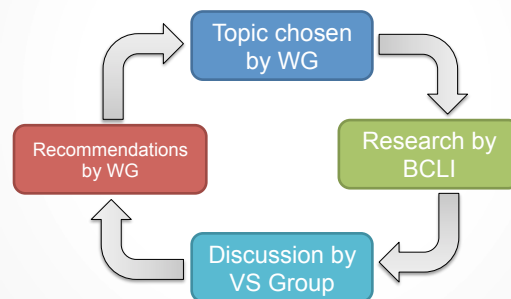 Topic chosen
by WG
Research by
BCLI
Discussion by
VS Group
Recommendations
by WG